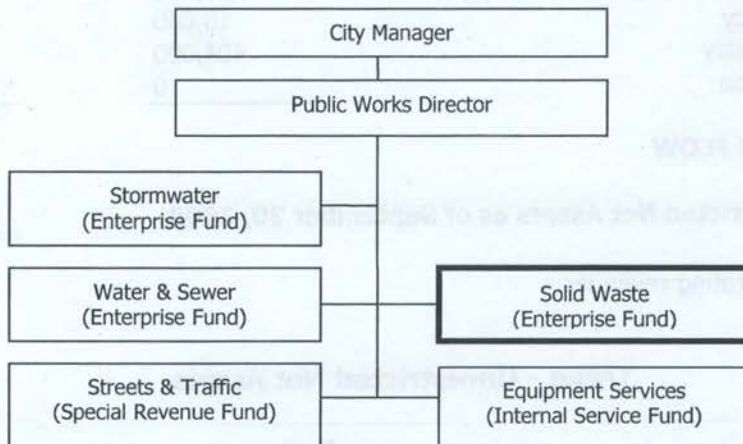 City Manager
Public Works Director
Stormwater
(Enterprise Fund)
Water & Sewer
(Enterprise Fund)
Solid Waste
(Enterprise Fund)
Streets & Traffic
(Special Revenue Fund)
Equipment Services
(Internal Service Fund)